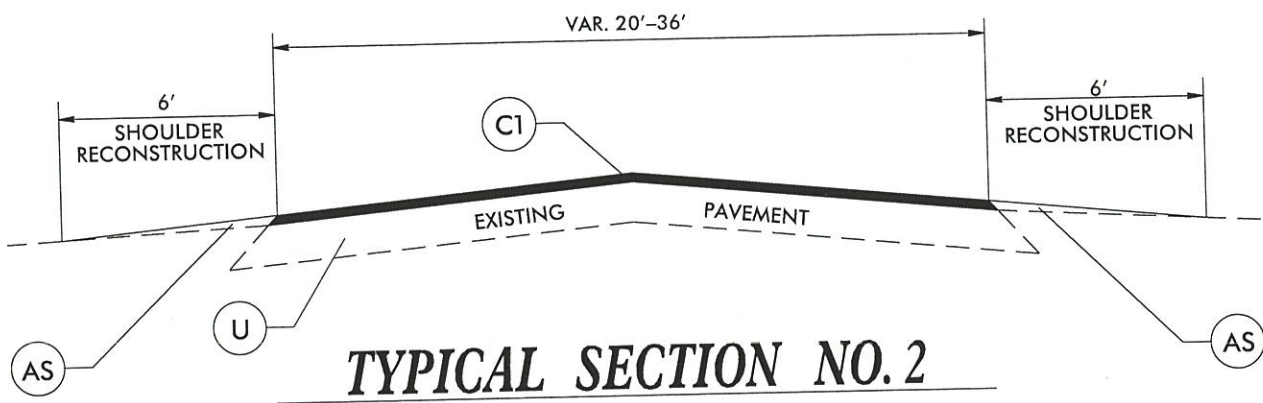 VAR. 20'–36'
6'
SHOULDER
RECONSTRUCTION
6'
SHOULDER
RECONSTRUCTION
C1
EXISTING PAVEMENT
U
AS
AS
TYPICAL SECTION NO. 2